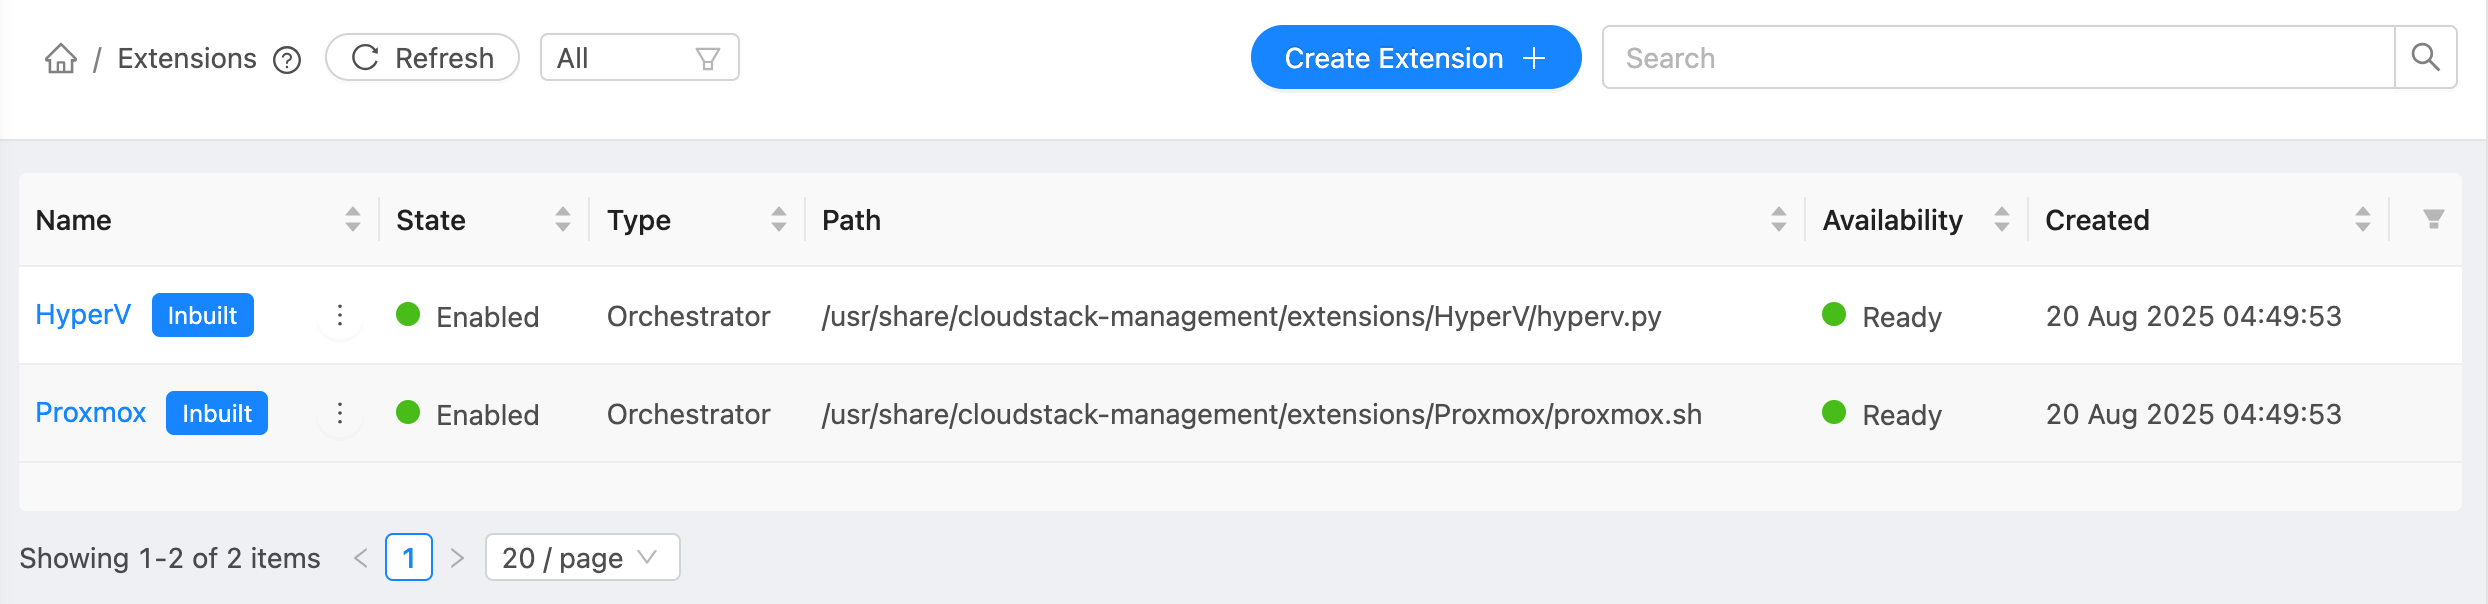 / Extensions ? Refresh All Create Extension + Search
Name State Type Path Availability Created
HyperV Inbuilt Enabled Orchestrator /usr/share/cloudstack-management/extensions/HyperV/hyperv.py Ready 20 Aug 2025 04:49:53
Proxmox Inbuilt Enabled Orchestrator /usr/share/cloudstack-management/extensions/Proxmox/proxmox.sh Ready 20 Aug 2025 04:49:53
Showing 1-2 of 2 items < 1 > 20 / page